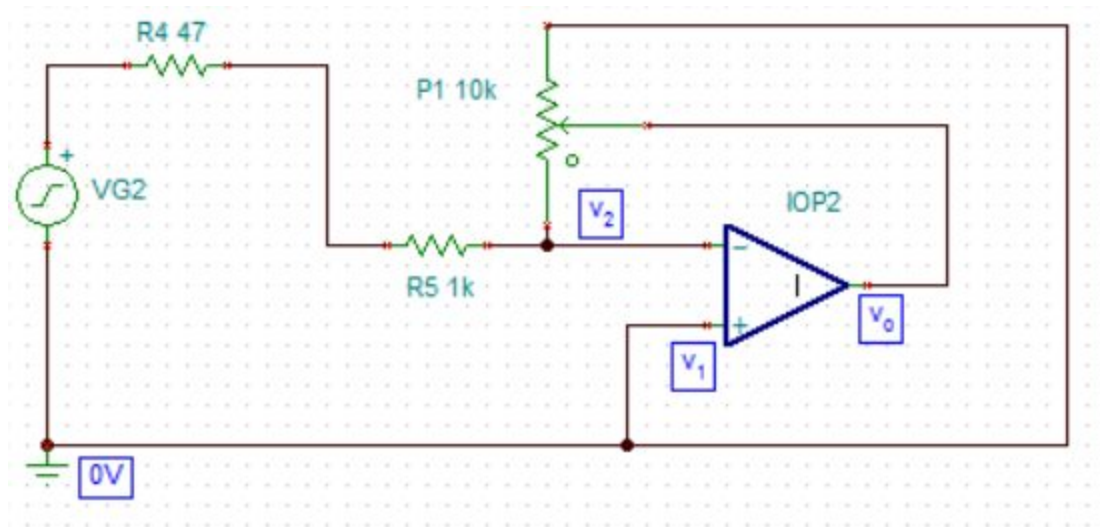 R4 47
P1 10k
+
VG2
v₂
IOP2
R5 1k
−
+
I
v₁
v₀
0V